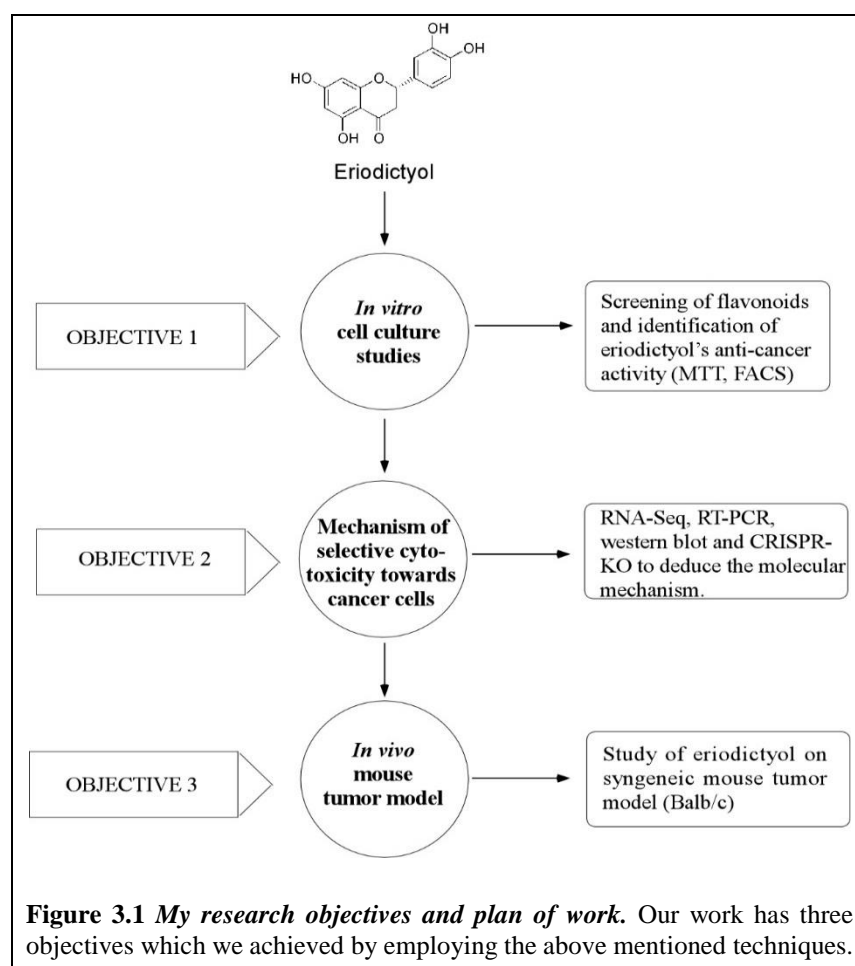 OH
OH
HO
O
OH
O
Eriodictyol
OBJECTIVE 1
In vitro
cell culture
studies
Screening of flavonoids
and identification of
eriodictyol's anti-cancer
activity (MTT, FACS)
OBJECTIVE 2
Mechanism of
selective cyto-
toxicity towards
cancer cells
RNA-Seq, RT-PCR,
western blot and CRISPR-
KO to deduce the molecular
mechanism.
OBJECTIVE 3
In vivo
mouse
tumor model
Study of eriodictyol on
syngeneic mouse tumor
model (Balb/c)
Figure 3.1 My research objectives and plan of work. Our work has three
objectives which we achieved by employing the above mentioned techniques.